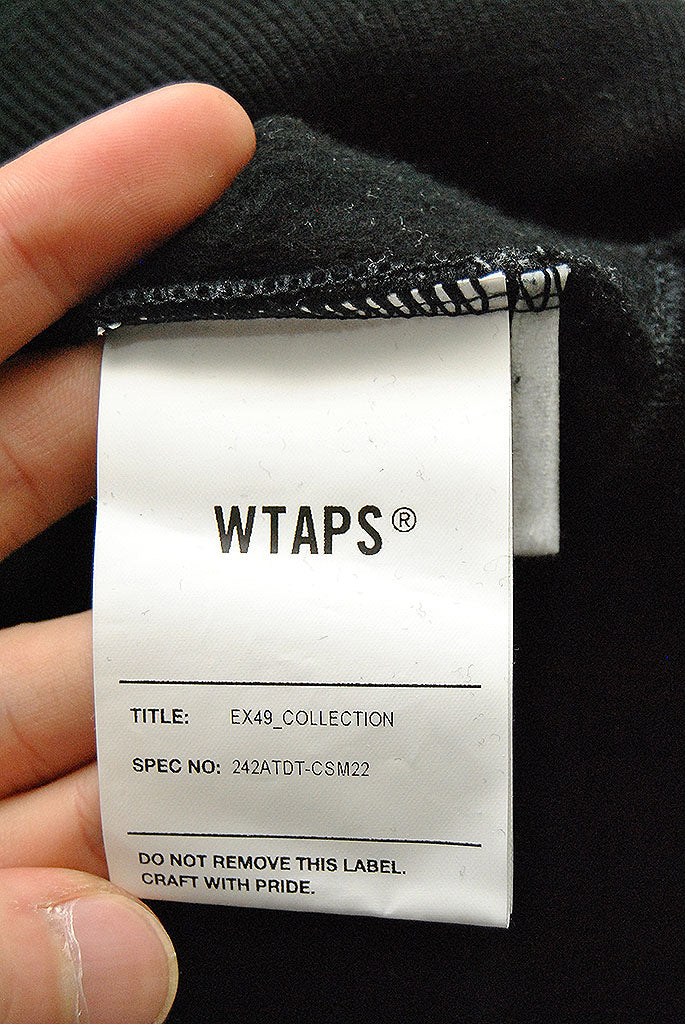 WTAPS®
TITLE: EX49_COLLECTION
SPEC NO: 242ATDT-CSM22
DO NOT REMOVE THIS LABEL.
CRAFT WITH PRIDE.